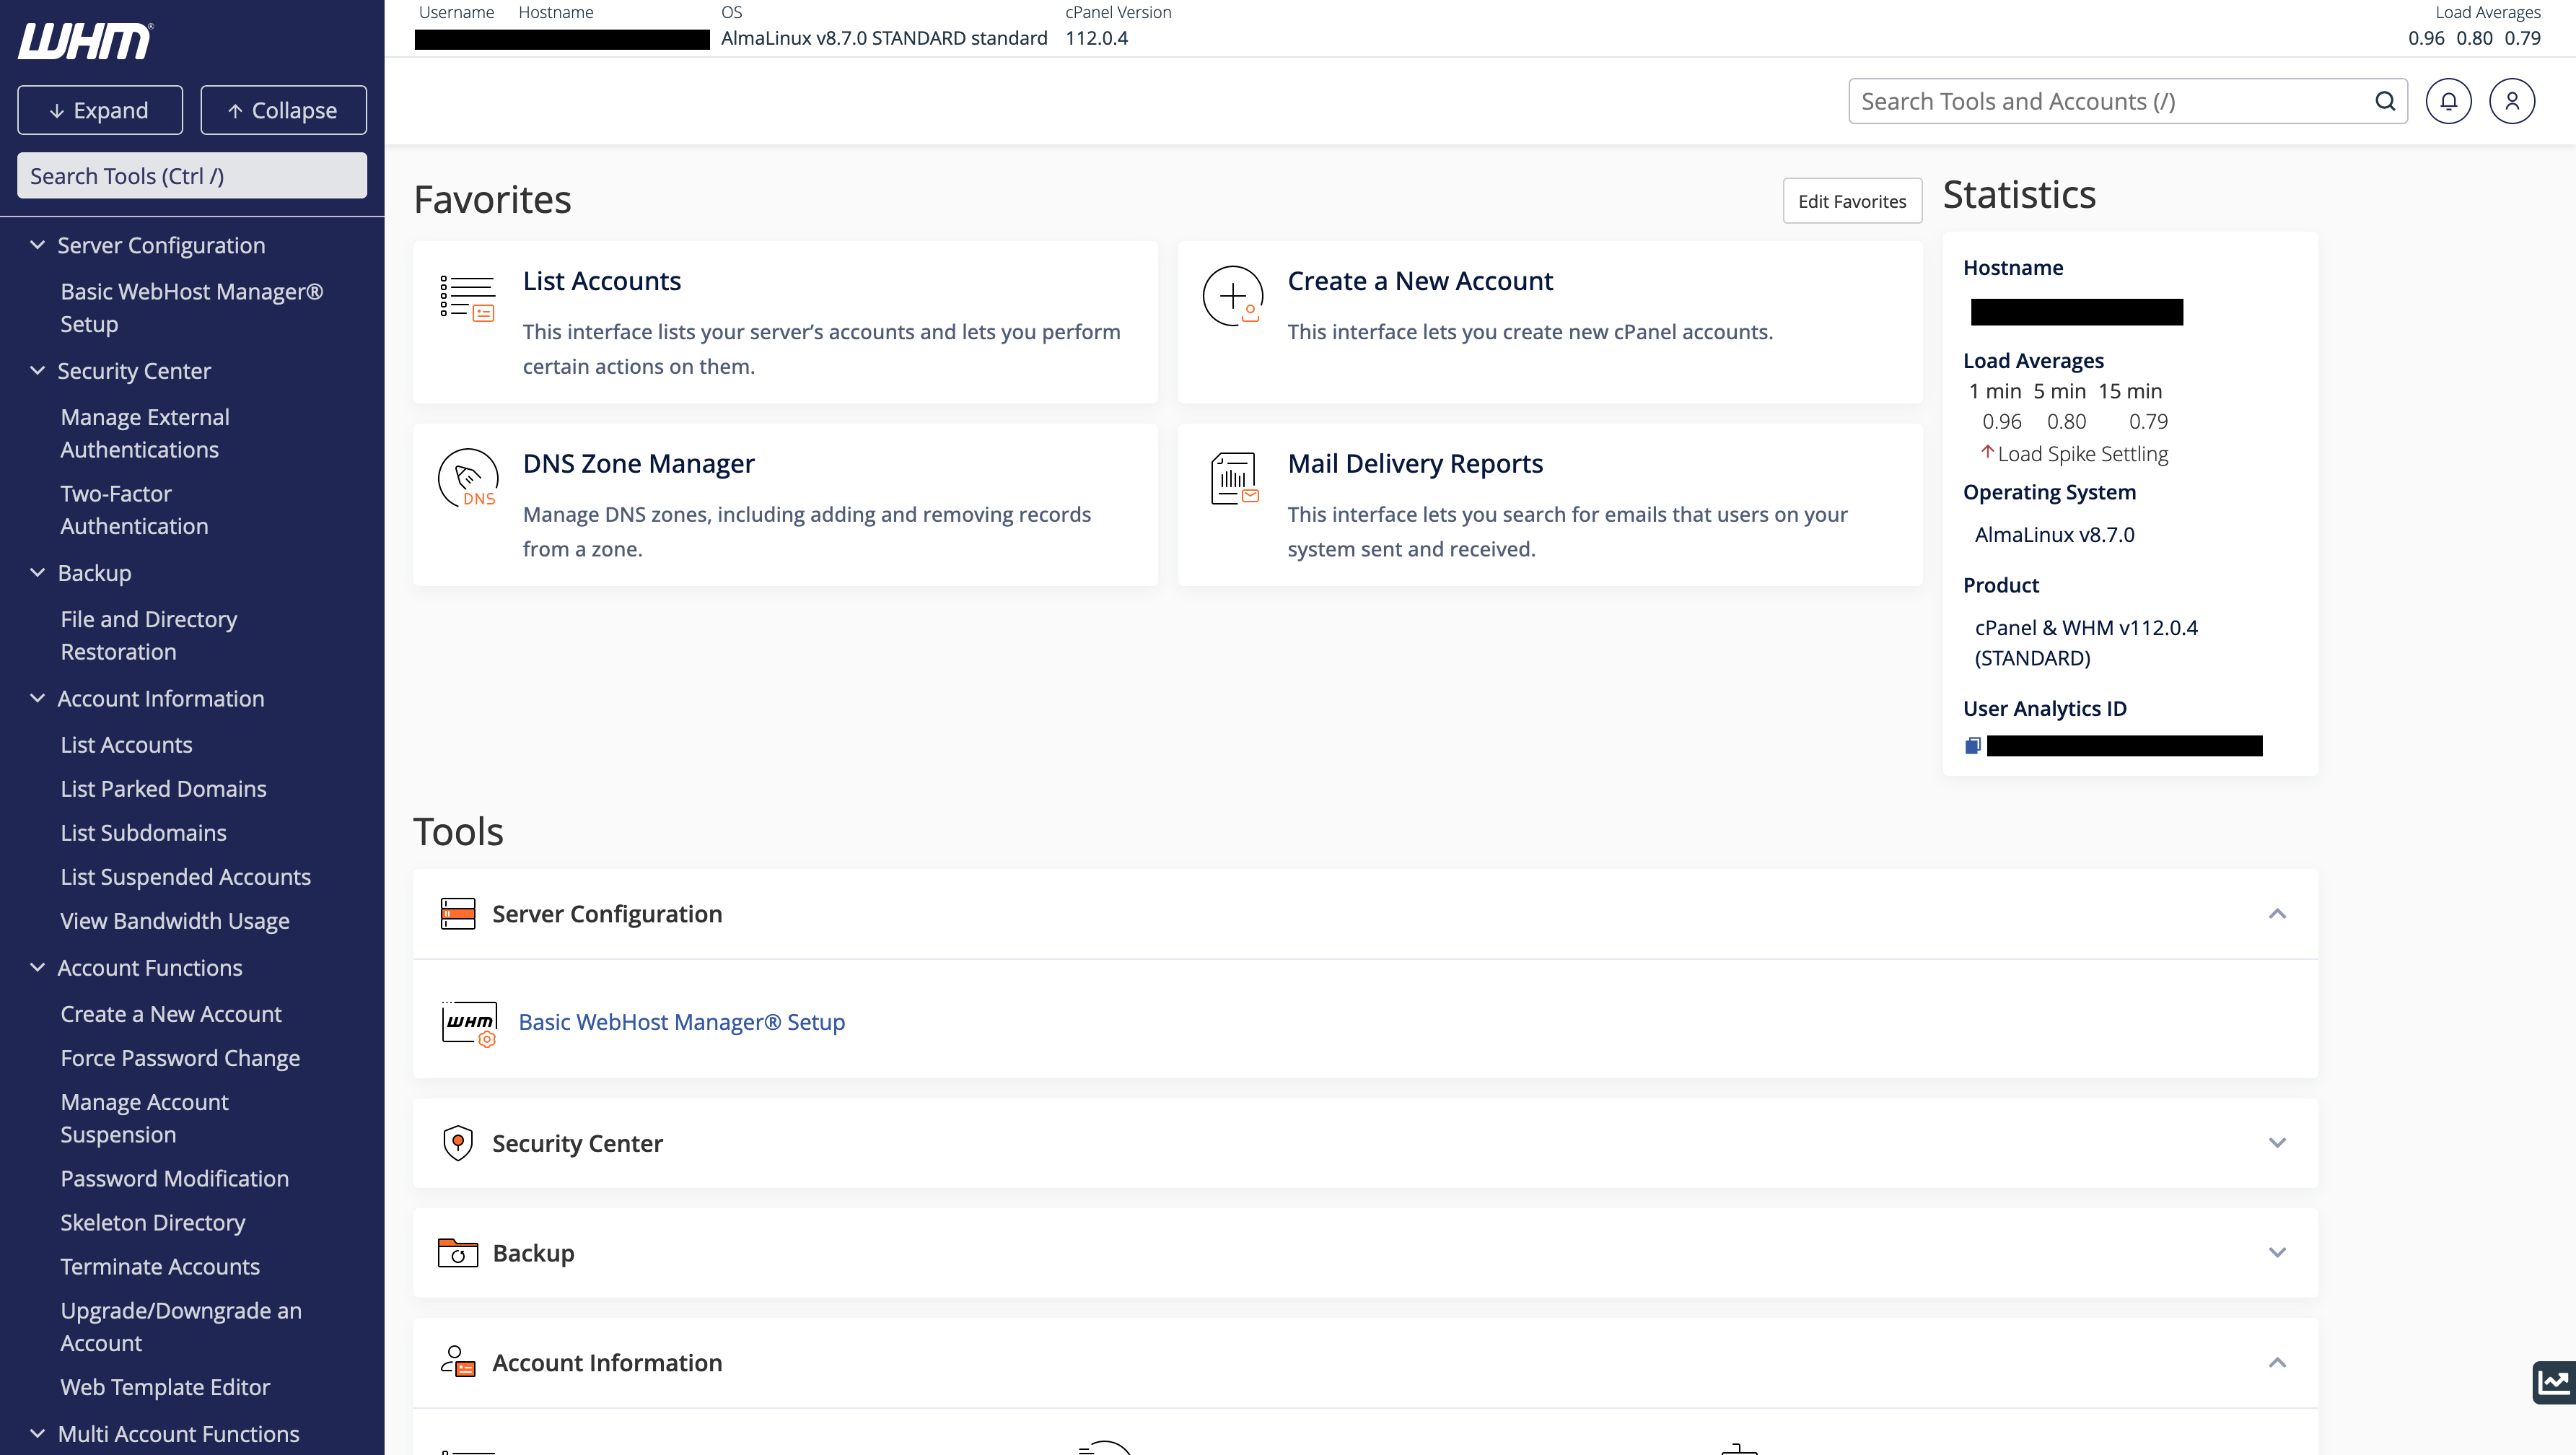 WHM®
Expand
Collapse
Search Tools (Ctrl /)
Server Configuration
Basic WebHost Manager®
Setup
Security Center
Manage External
Authentications
Two-Factor
Authentication
Backup
File and Directory
Restoration
Account Information
List Accounts
List Parked Domains
List Subdomains
List Suspended Accounts
View Bandwidth Usage
Account Functions
Create a New Account
Force Password Change
Manage Account
Suspension
Password Modification
Skeleton Directory
Terminate Accounts
Upgrade/Downgrade an
Account
Web Template Editor
Multi Account Functions
Username Hostname OS cPanel Version Load Averages
AlmaLinux v8.7.0 STANDARD standard 112.0.4 0.96 0.80 0.79
Search Tools and Accounts (/)
Favorites
Edit Favorites
List Accounts
This interface lists your server’s accounts and lets you perform
certain actions on them.
Create a New Account
This interface lets you create new cPanel accounts.
DNS
DNS Zone Manager
Manage DNS zones, including adding and removing records
from a zone.
Mail Delivery Reports
This interface lets you search for emails that users on your
system sent and received.
Statistics
Hostname
Load Averages
1 min 5 min 15 min
0.96 0.80 0.79
Load Spike Settling
Operating System
AlmaLinux v8.7.0
Product
cPanel & WHM v112.0.4
(STANDARD)
User Analytics ID
Tools
Server Configuration
WHM
Basic WebHost Manager® Setup
Security Center
Backup
Account Information